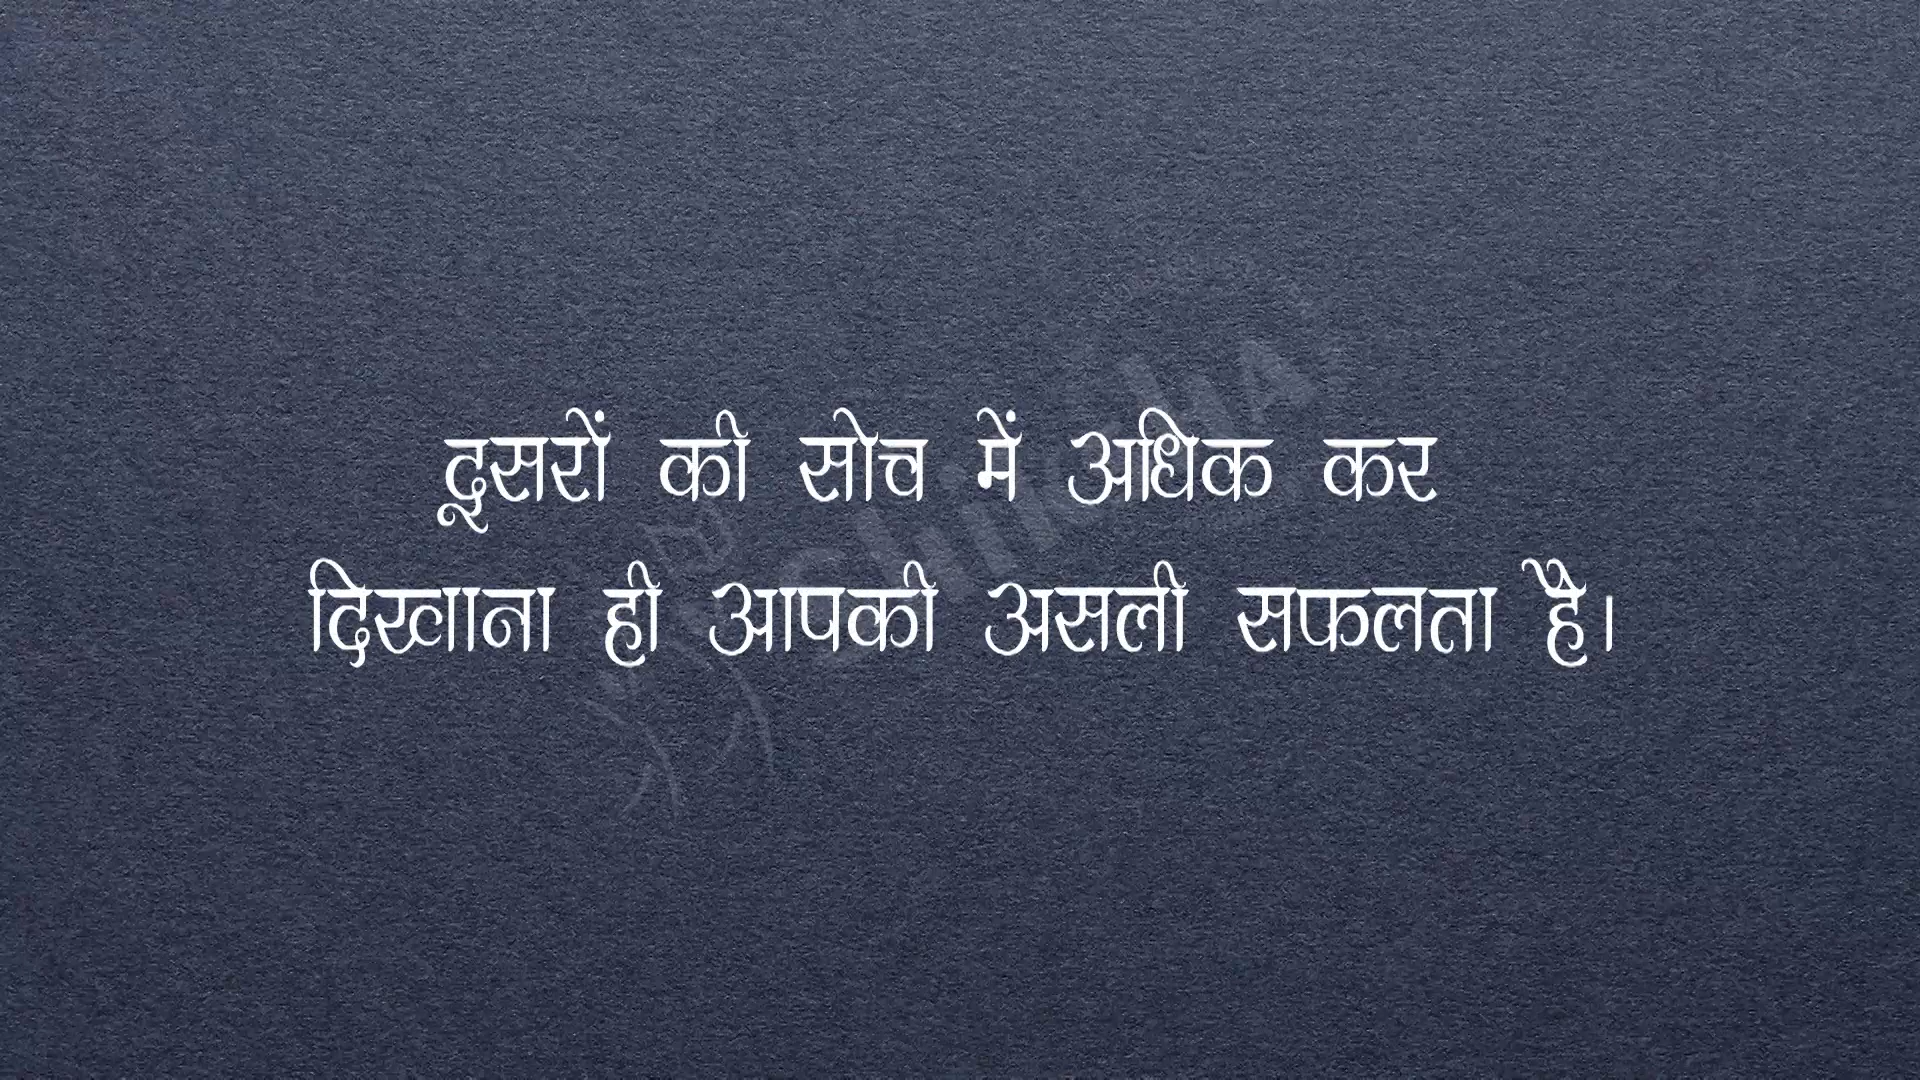 दूसरों की सोच में अधिक कर
दिखाना ही आपकी असली सफलता है।